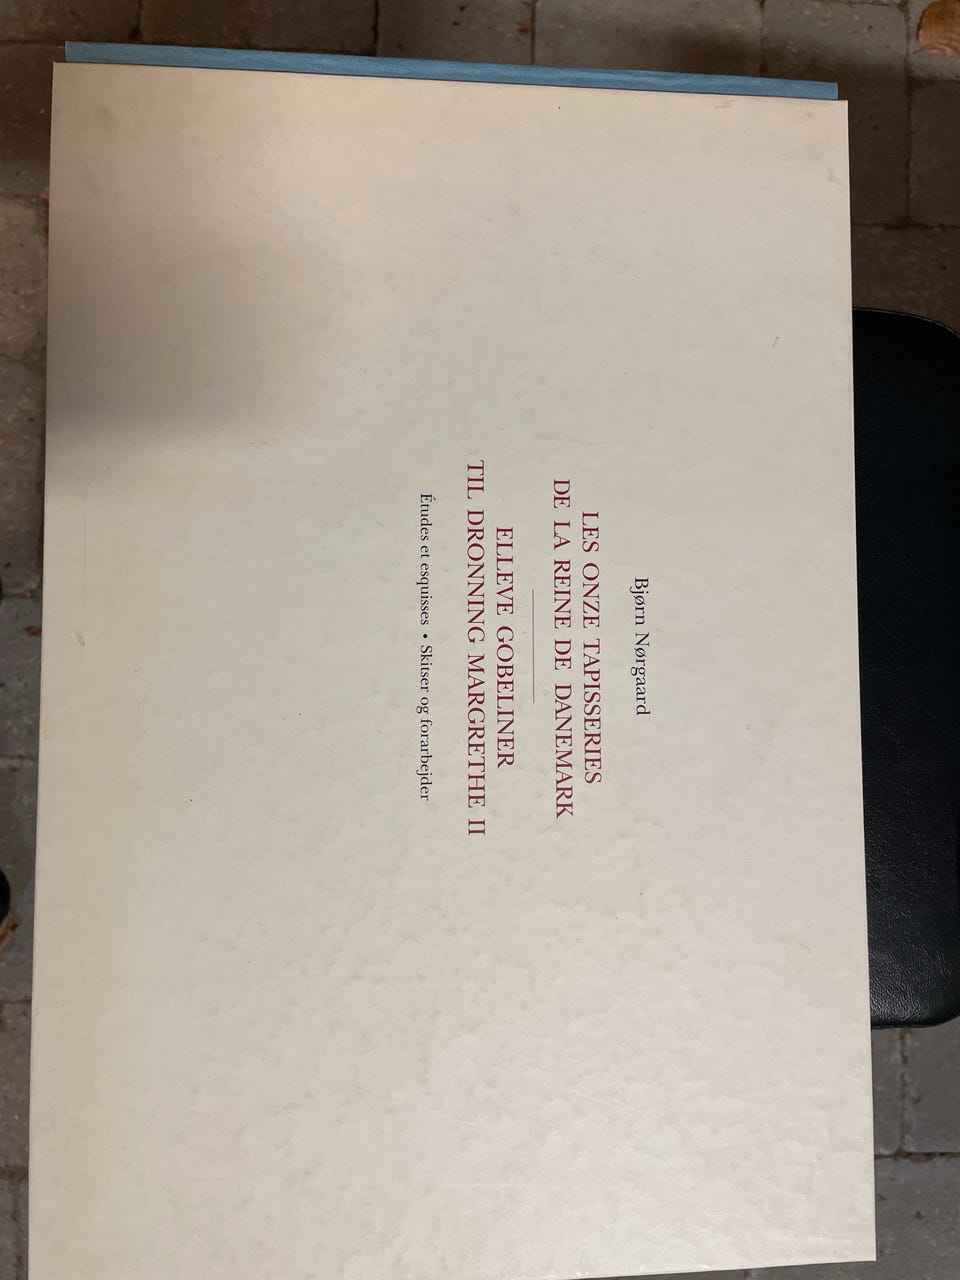 Bjørn Nørgaard
LES ONZE TAPISSERIES
DE LA REINE DE DANEMARK
ELLEVE GOBELINER
TIL DRONNING MARGRETHE II
Études et esquisses • Skitser og forarbejder